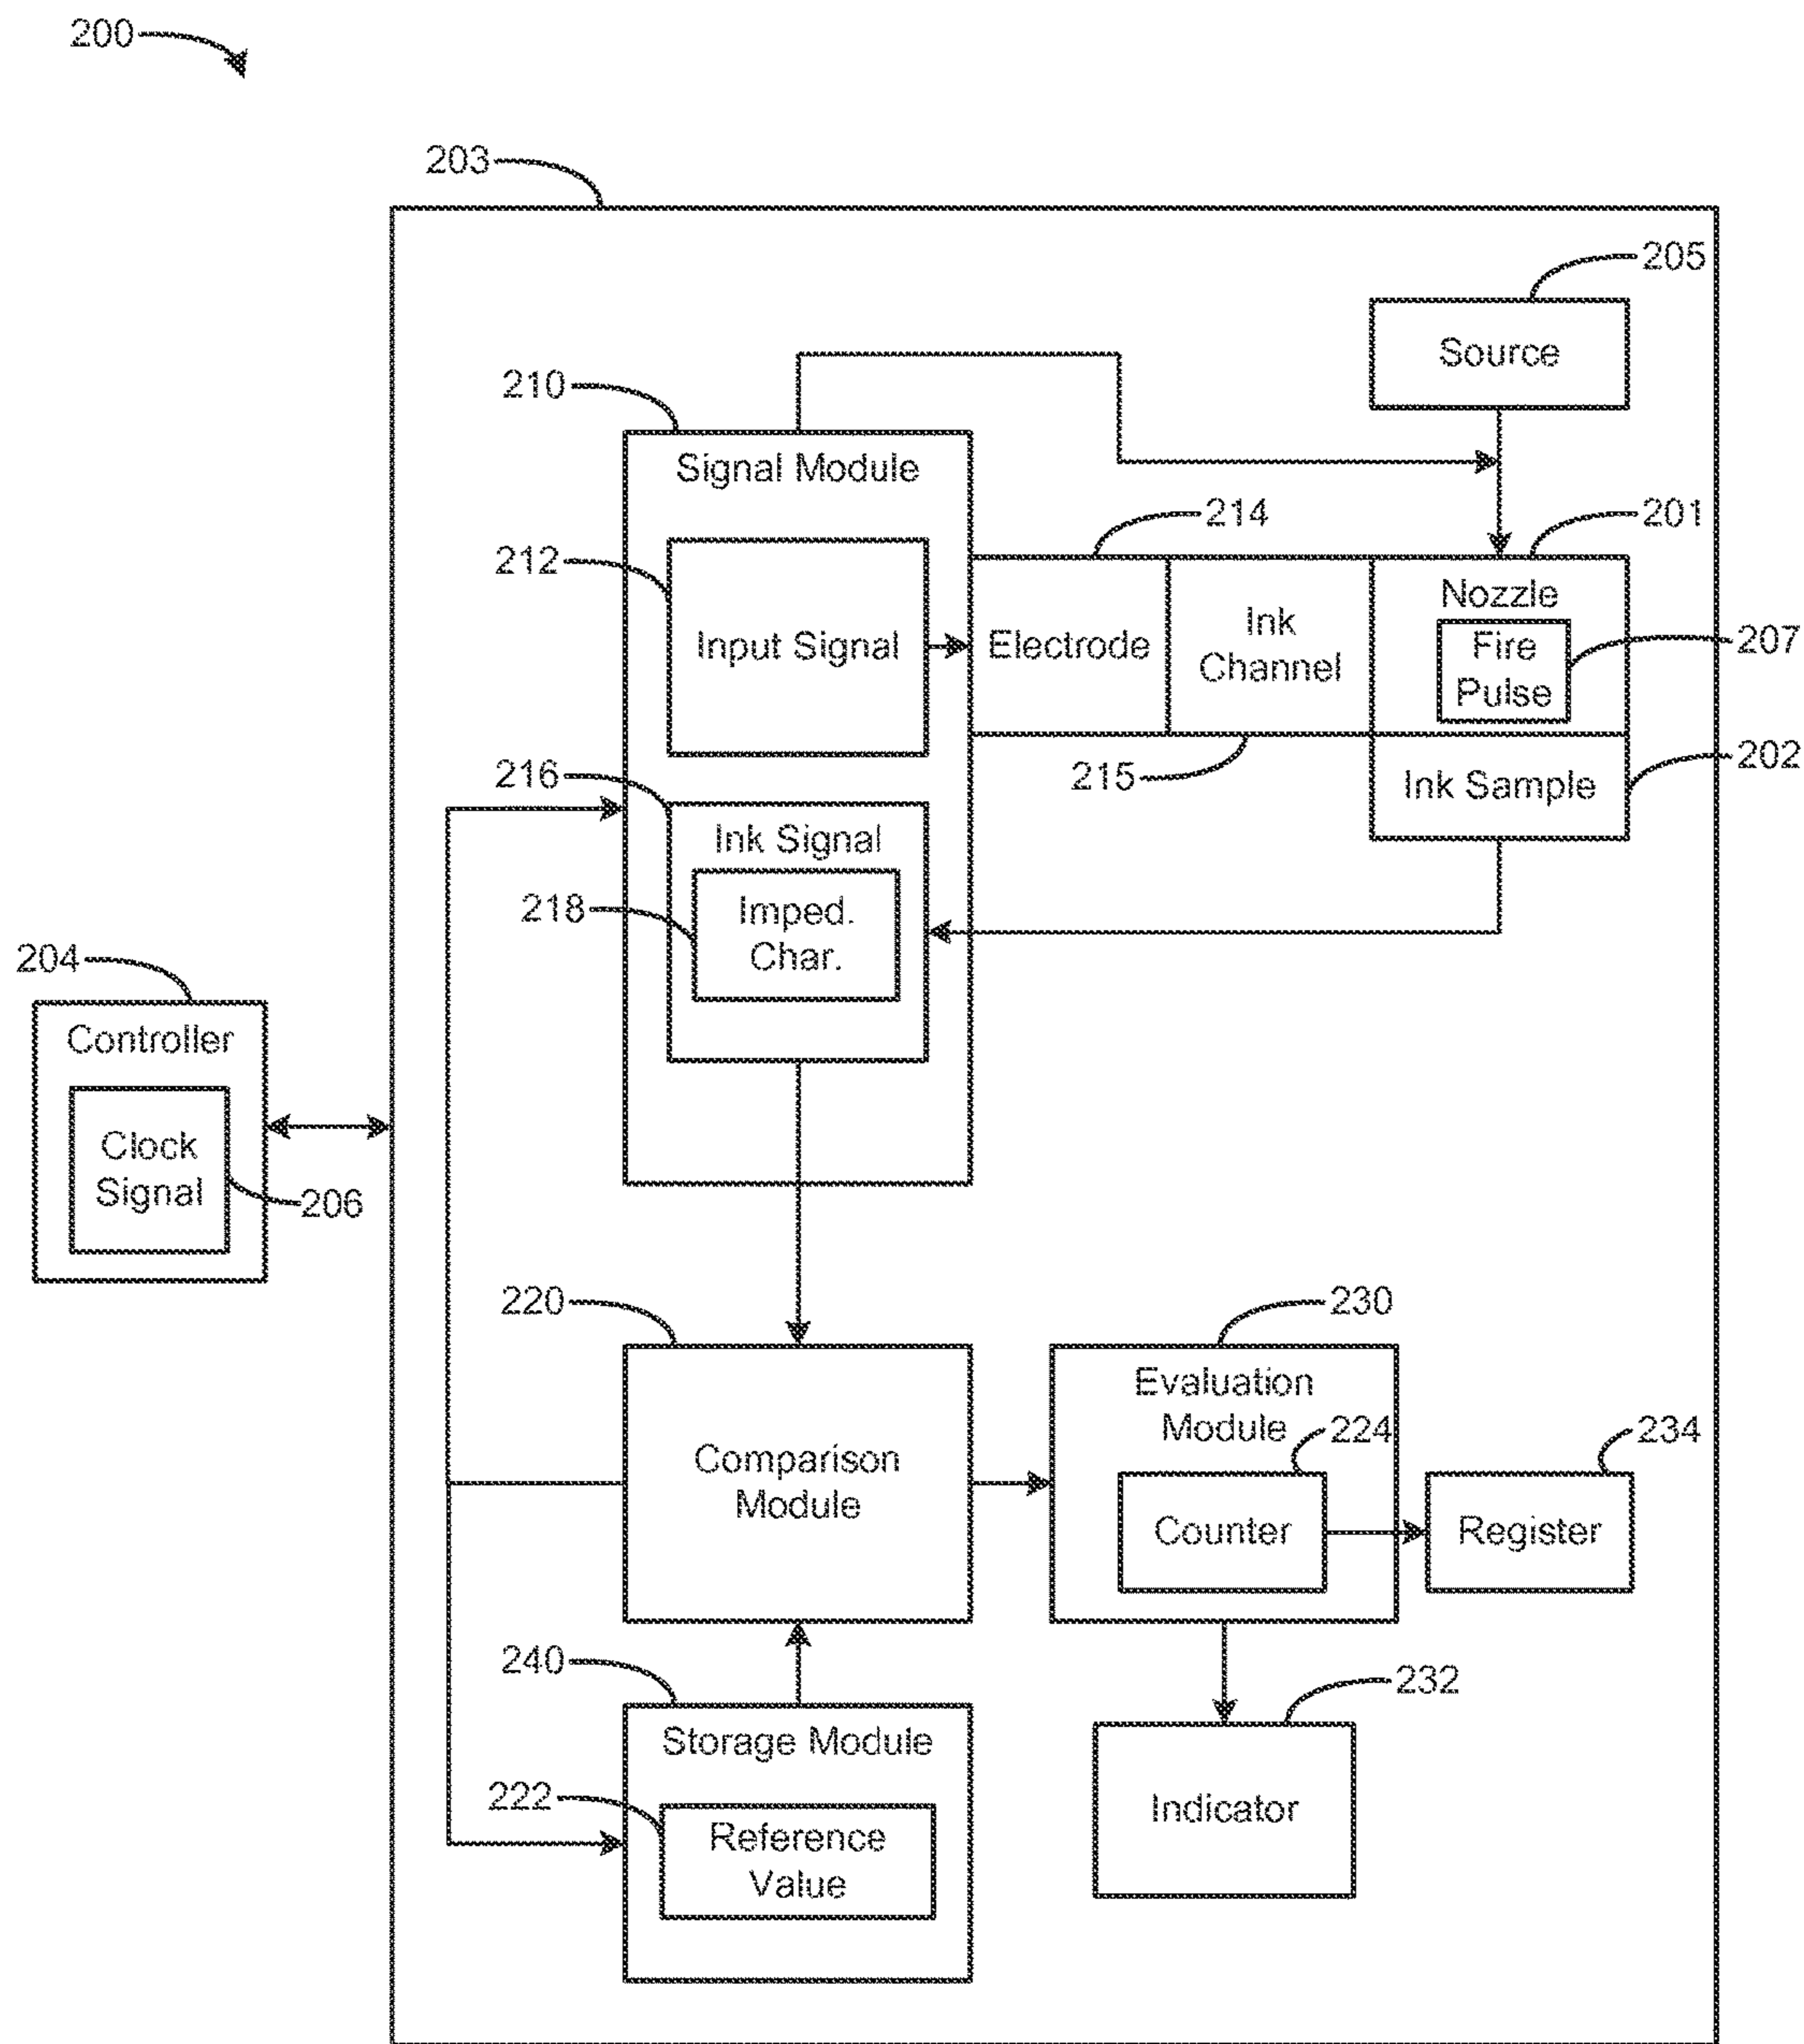 200
203
205
Source
210
Signal Module
214
201
212
Input Signal
Electrode
Ink
Channel
Nozzle
Fire
Pulse
207
215
Ink Sample
202
216
Ink Signal
218
Imped.
Char.
204
Controller
Clock
Signal
206
220
Comparison
Module
230
Evaluation
Module
224
Counter
234
Register
240
Storage Module
222
Reference
Value
232
Indicator